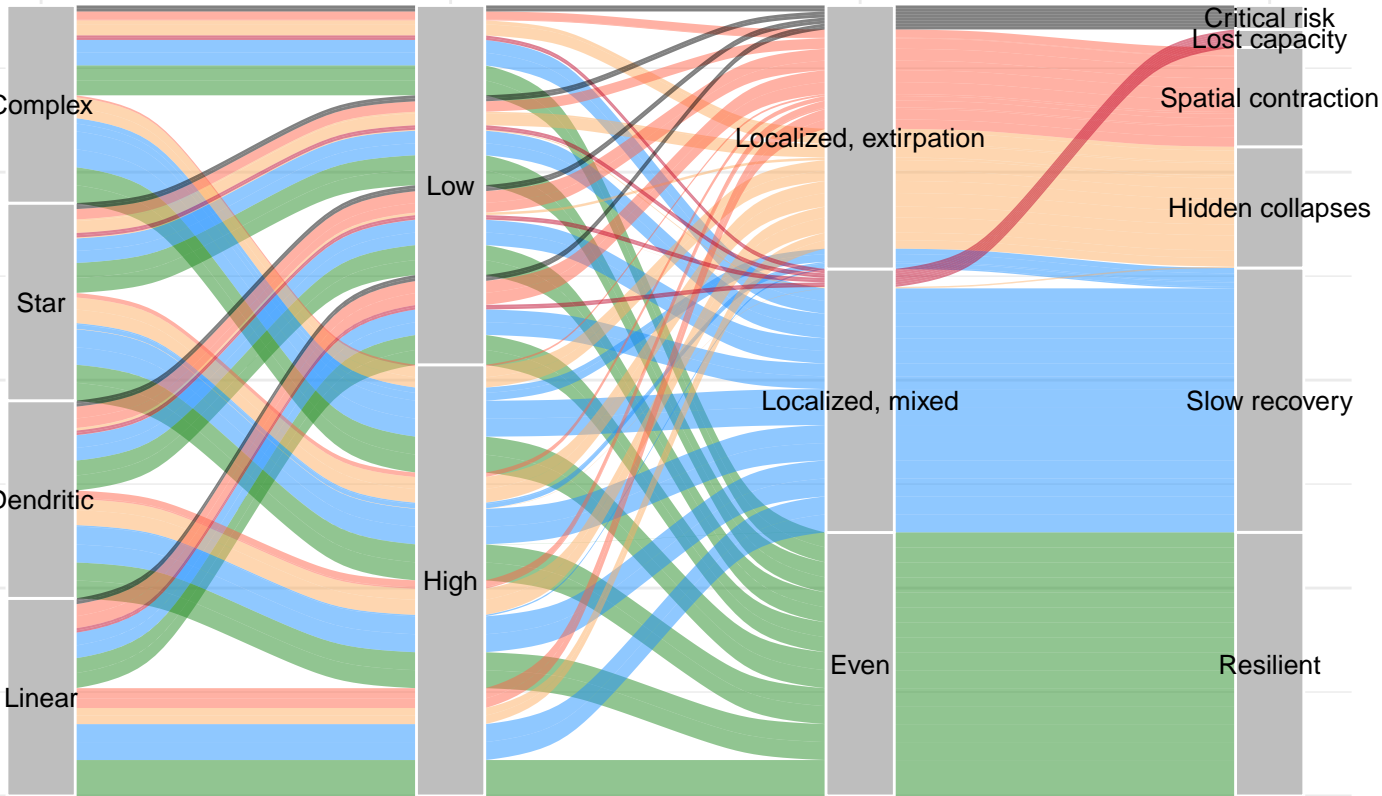 Complex
Star
Dendritic
Linear
Low
High
Localized, extirpation
Localized, mixed
Even
Critical risk
Lost capacity
Spatial contraction
Hidden collapses
Slow recovery
Resilient